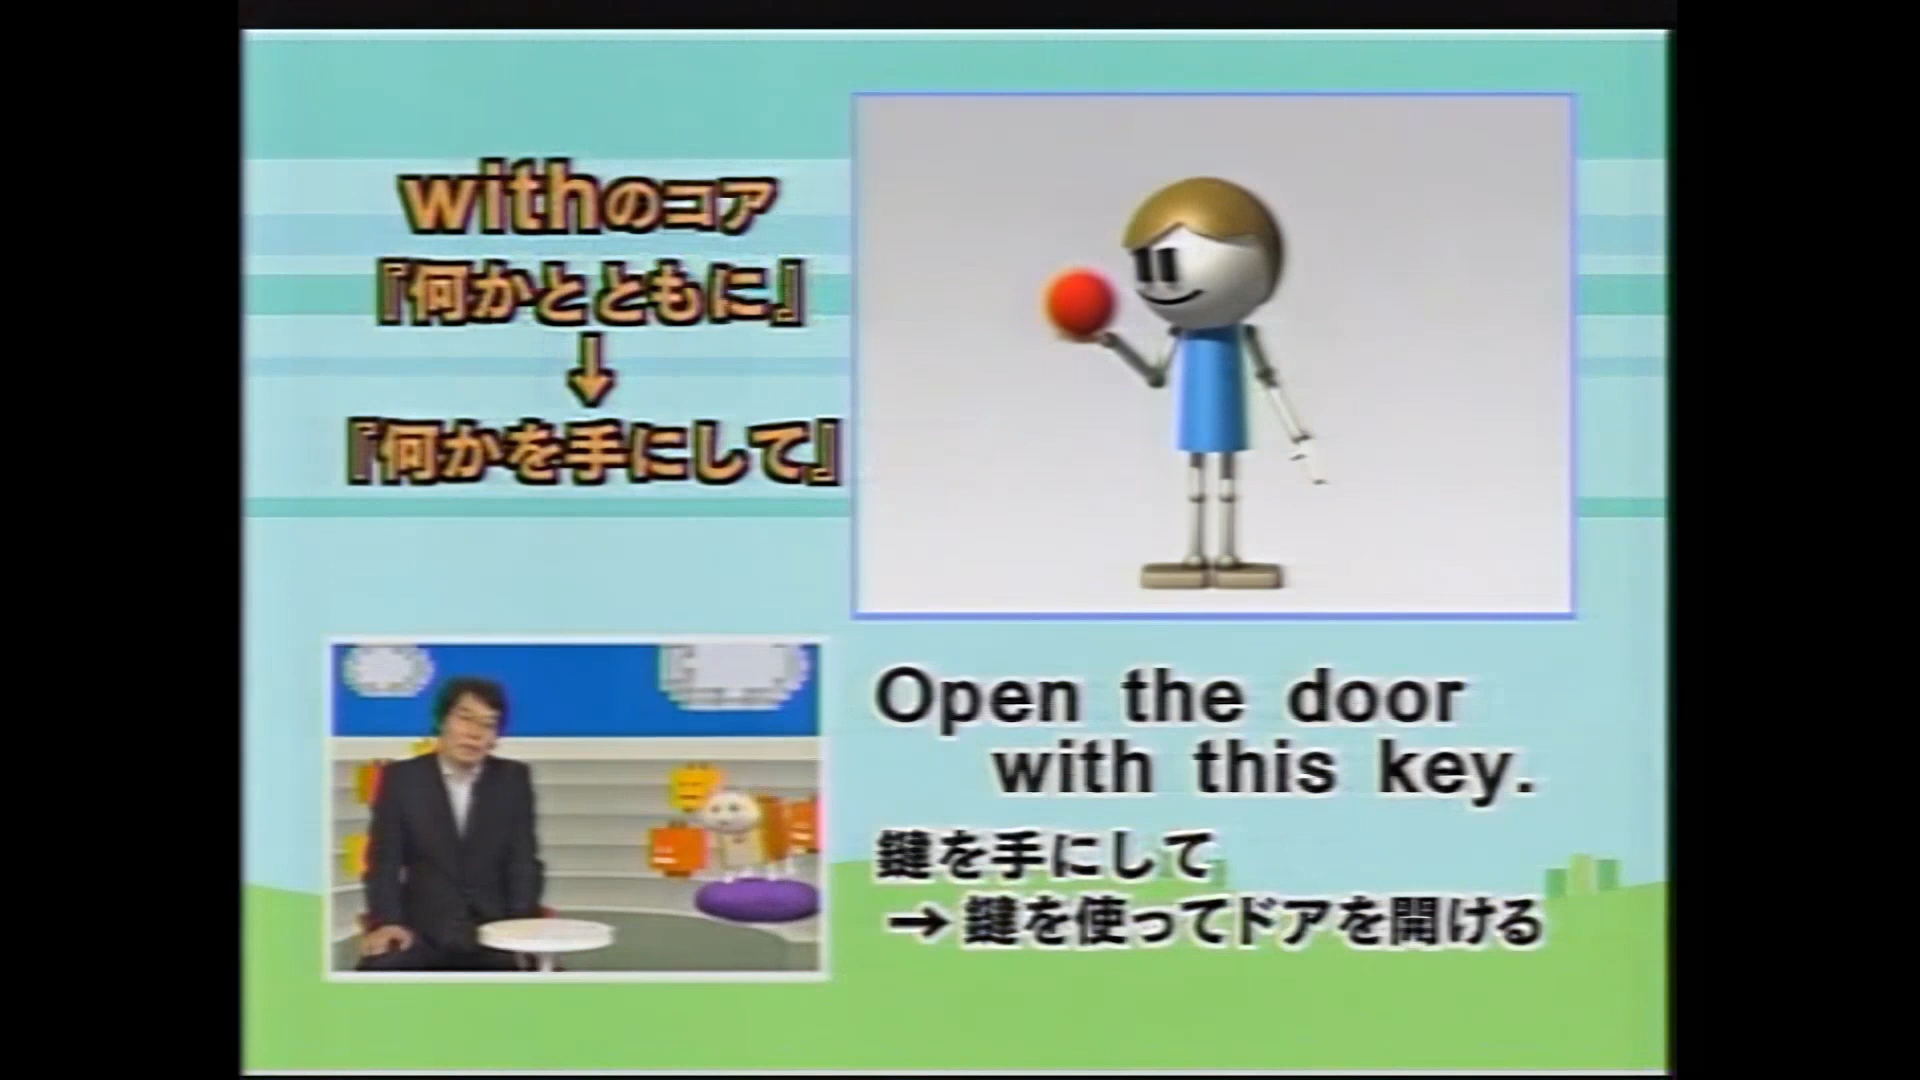 withのコア
『何かとともに』
↓
『何かを手にして』
Open the door
with this key.
鍵を手にして
→ 鍵を使ってドアを開ける